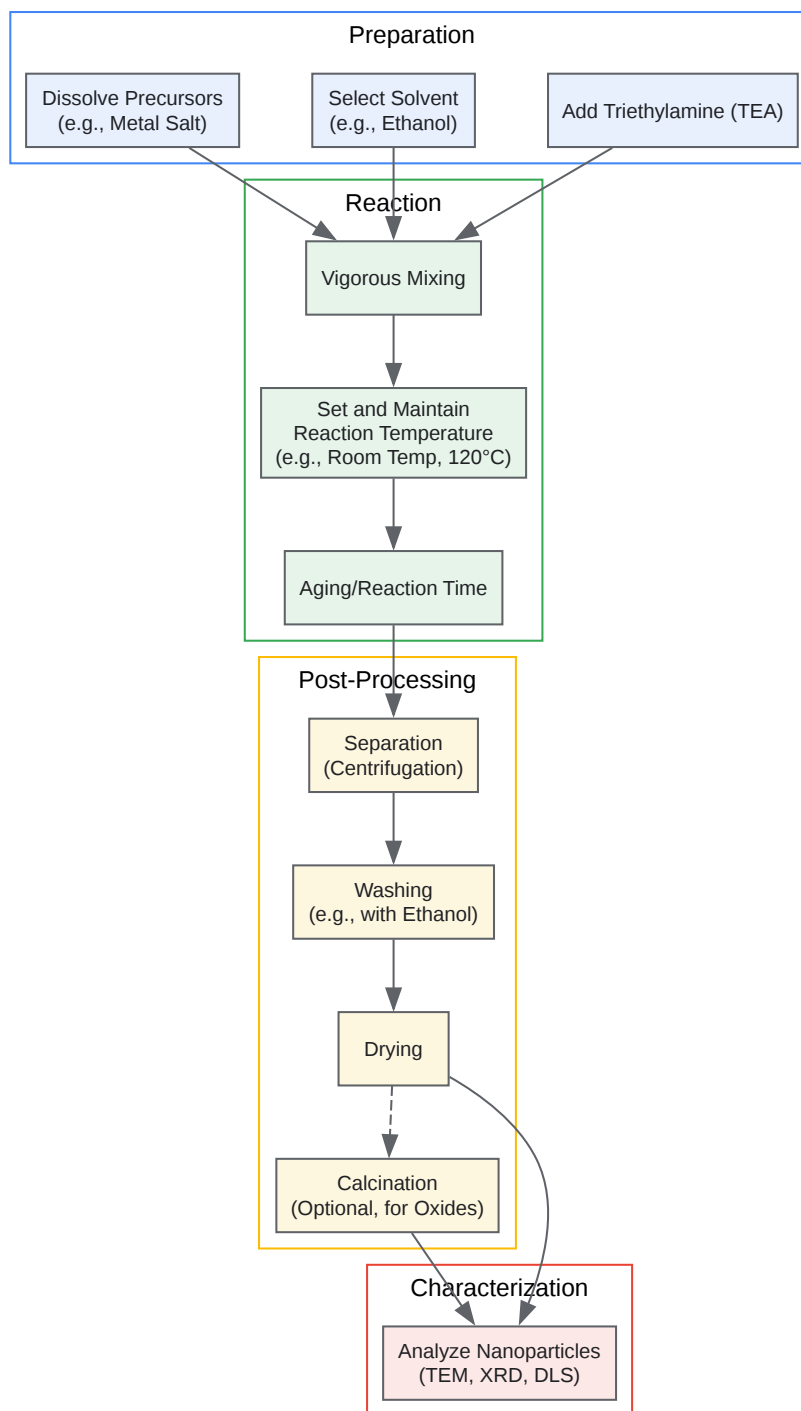 Preparation
Dissolve Precursors
(e.g., Metal Salt)
Select Solvent
(e.g., Ethanol)
Add Triethylamine (TEA)
Reaction
Vigorous Mixing
Set and Maintain
Reaction Temperature
(e.g., Room Temp, 120°C)
Aging/Reaction Time
Post-Processing
Separation
(Centrifugation)
Washing
(e.g., with Ethanol)
Drying
Calcination
(Optional, for Oxides)
Characterization
Analyze Nanoparticles
(TEM, XRD, DLS)